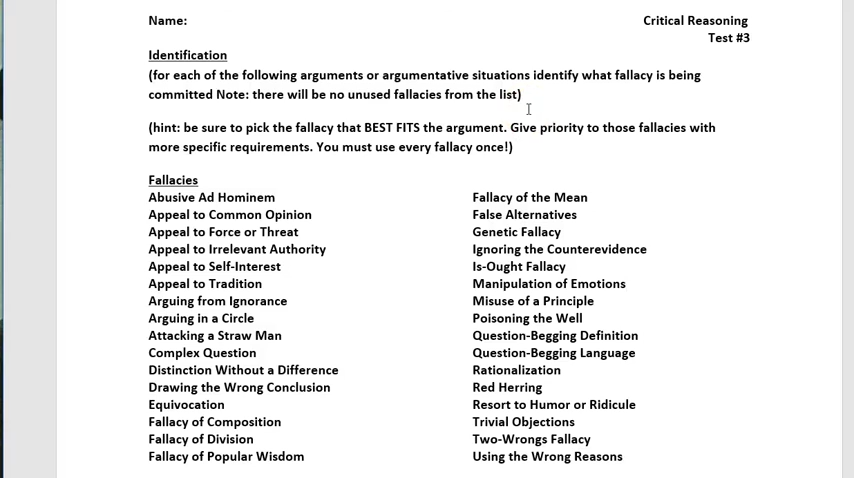 Name: Critical Reasoning
Test #3
Identification
(for each of the following arguments or argumentative situations identify what fallacy is being
committed Note: there will be no unused fallacies from the list)
(hint: be sure to pick the fallacy that BEST FITS the argument. Give priority to those fallacies with
more specific requirements. You must use every fallacy once!)
Fallacies
Abusive Ad Hominem
Appeal to Common Opinion
Appeal to Force or Threat
Appeal to Irrelevant Authority
Appeal to Self-Interest
Appeal to Tradition
Arguing from Ignorance
Arguing in a Circle
Attacking a Straw Man
Complex Question
Distinction Without a Difference
Drawing the Wrong Conclusion
Equivocation
Fallacy of Composition
Fallacy of Division
Fallacy of Popular Wisdom
Fallacy of the Mean
False Alternatives
Genetic Fallacy
Ignoring the Counterevidence
Is-Ought Fallacy
Manipulation of Emotions
Misuse of a Principle
Poisoning the Well
Question-Begging Definition
Question-Begging Language
Rationalization
Red Herring
Resort to Humor or Ridicule
Trivial Objections
Two-Wrongs Fallacy
Using the Wrong Reasons